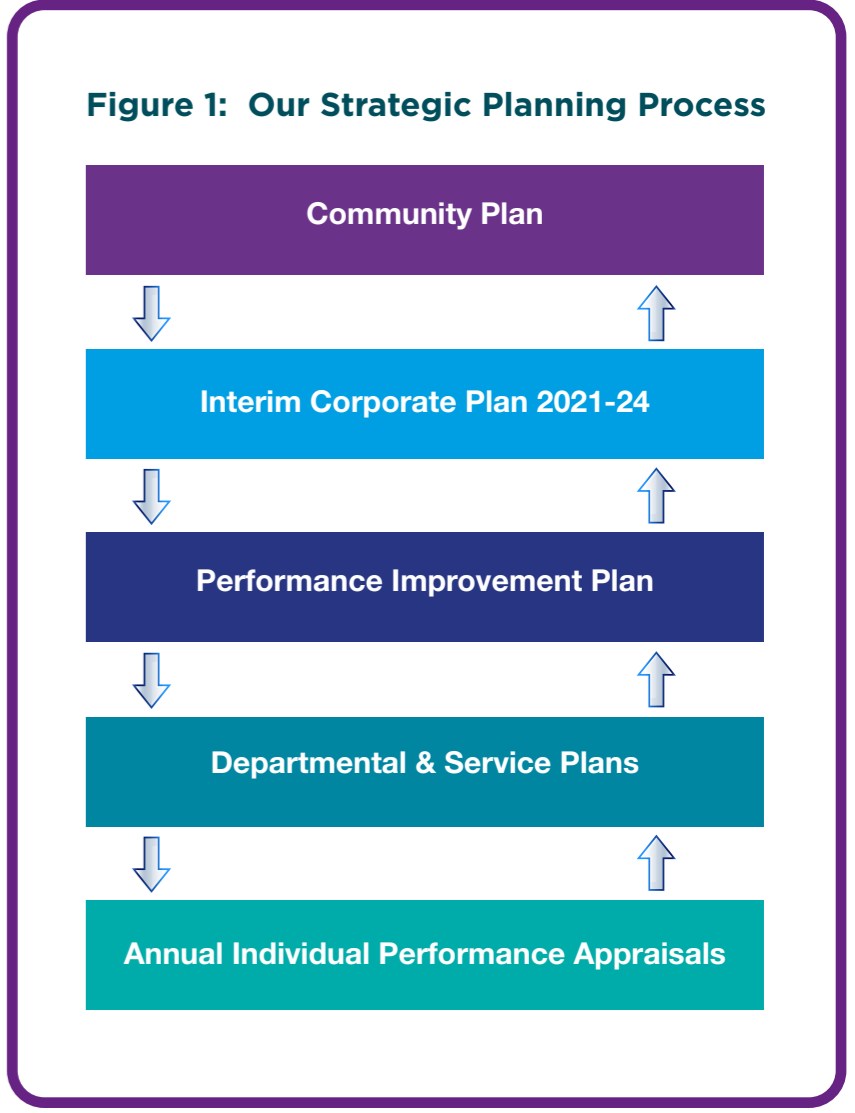 Figure 1: Our Strategic Planning Process
Community Plan
Interim Corporate Plan 2021-24
Performance Improvement Plan
Departmental & Service Plans
Annual Individual Performance Appraisals